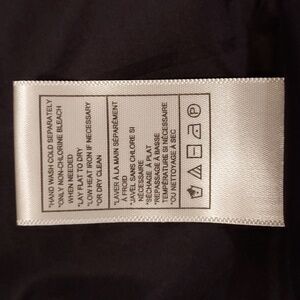 *HAND WASH COLD SEPARATELY
*ONLY NON-CHLORINE BLEACH
WHEN NEEDED
*LAY FLAT TO DRY
*LOW HEAT IRON IF NECESSARY
*OR DRY CLEAN
*LAVER À LA MAIN SÉPARÉMENT
À FROID
*JAVEL SANS CHLORE SI
NÉCESSAIRE
*SÉCHAGE À PLAT
*REPASSAGE À BASSE
TEMPÉRATURE SI NÉCESSAIRE
*OU NETTOYAGE À SEC